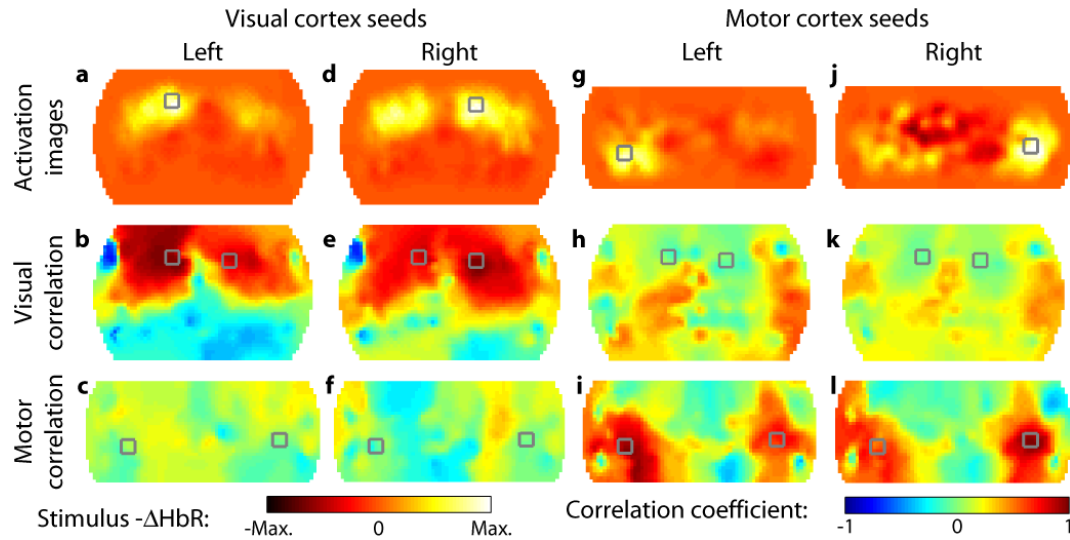 Visual cortex seeds Motor cortex seeds
Left Right Left Right
a d g j
Activation
images
b e h k
Visual
correlation
c f i l
Motor
correlation
Stimulus -ΔHbR: -Max. 0 Max. Correlation coefficient: -1 0 1